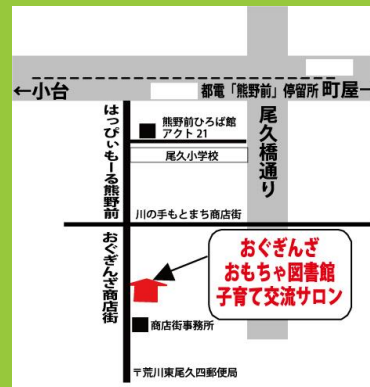 ←小台
都電「熊野前」停留所
町屋→
はっぴぃもーる熊野前
熊野前ひろば館
アクト21
尾久小学校
尾久橋通り
川の手もとまち商店街
おぐぎんざ商店街
おぐぎんざ
おもちゃ図書館
子育て交流サロン
商店街事務所
〒荒川東尾久四郵便局